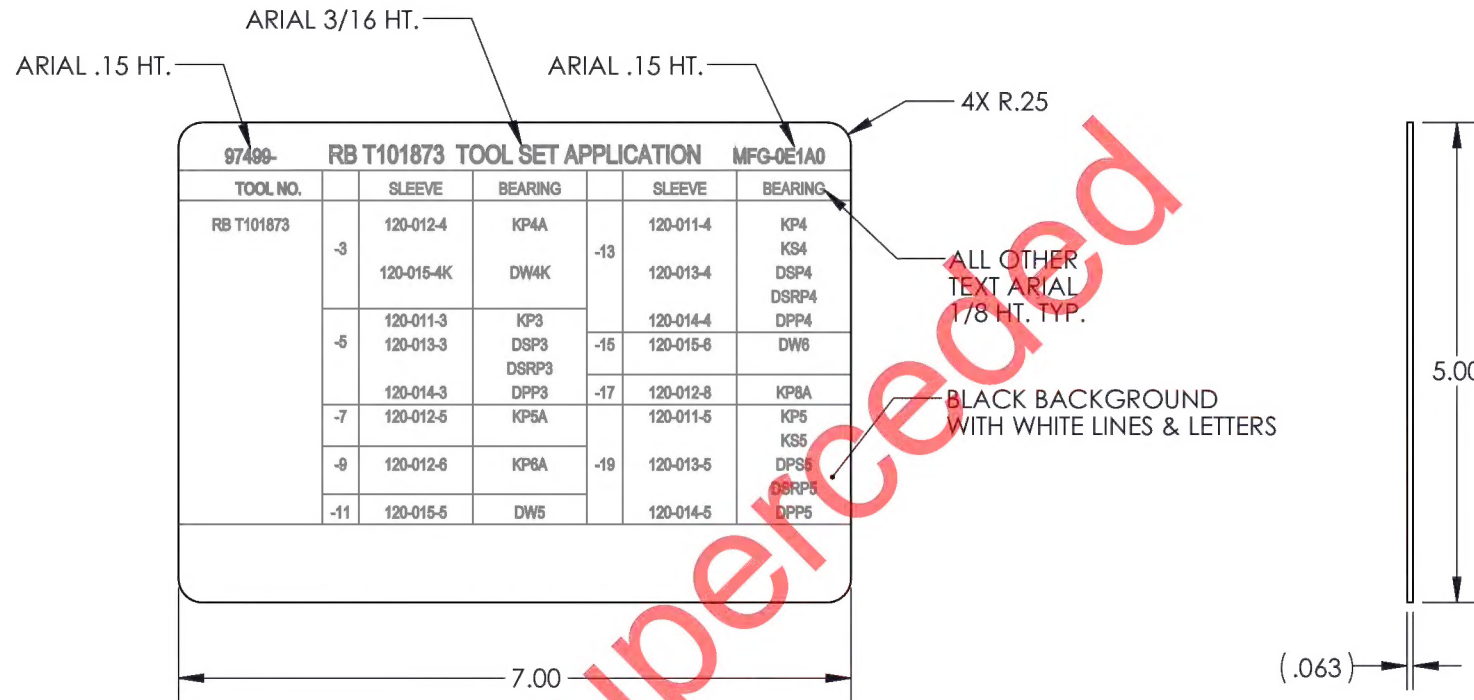 ARIAL 3/16 HT.
ARIAL .15 HT.
ARIAL .15 HT.
4X R.25
97499- RB T101873 TOOL SET APPLICATION MFG-0E1A0
TOOL NO. SLEEVE BEARING SLEEVE BEARING
RB T101873 120-012-4 KP4A 120-011-4 KP4
-3 -13 KS4
120-015-4K DW4K 120-013-4 DSP4
DSRP4
120-011-3 KP3 120-014-4 DPP4
-5 120-013-3 DSP3 -15 120-015-6 DW6
DSRP3
120-014-3 DPP3 -17 120-012-8 KP8A
-7 120-012-5 KP5A 120-011-5 KP5
KS5
-9 120-012-6 KP6A -19 120-013-5 DPS5
DSRP5
-11 120-015-5 DW5 120-014-5 DPP5
ALL OTHER
TEXT ARIAL
1/8 HT. TYP.
BLACK BACKGROUND
WITH WHITE LINES & LETTERS
5.00
7.00
(.063)
uperceded